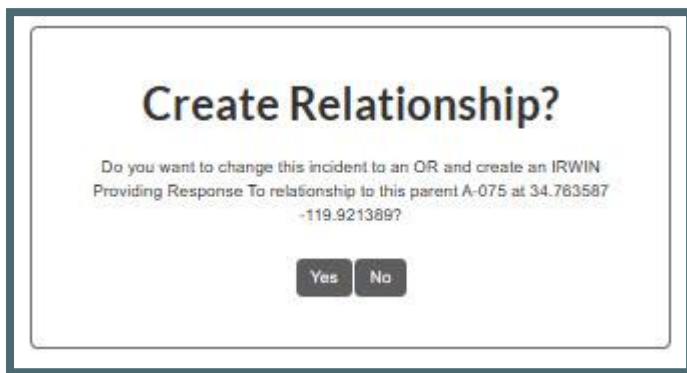 Create Relationship?
Do you want to change this incident to an OR and create an IRWIN
Providing Response To relationship to this parent A-075 at 34.763587
-119.921389?
Yes No